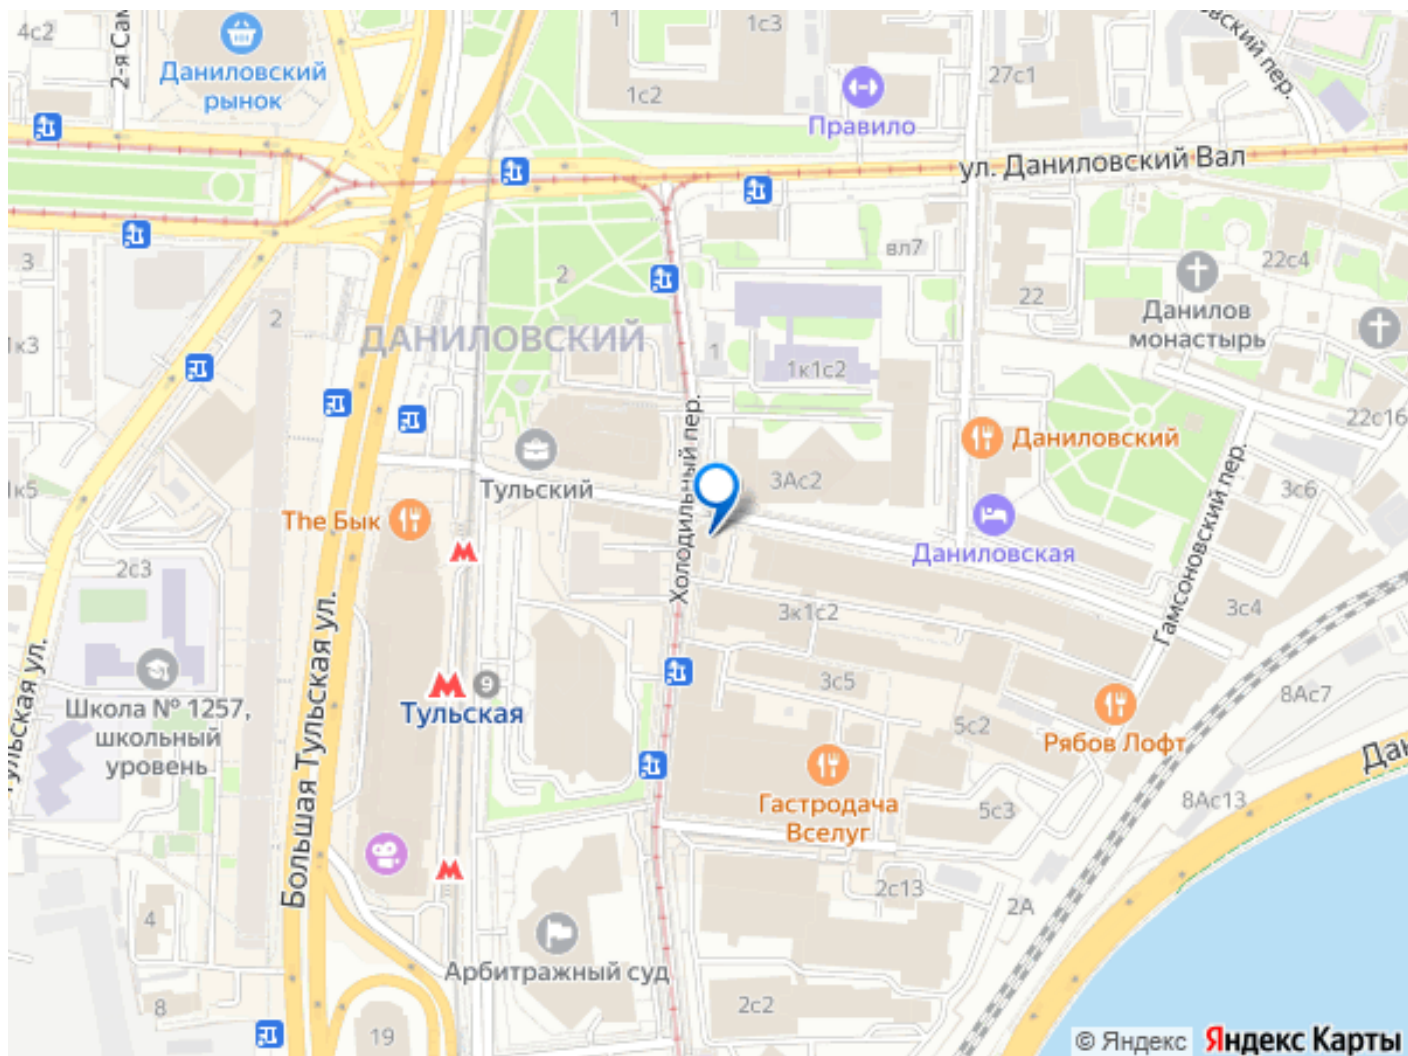 4с2
2-я Сам
Даниловский
рынок
1
1с3
1с2
27с1
Правило
овский пер.
ул. Даниловский Вал
3
2
2
вл7
22
22с4
Данилов
монастырь
ДАНИЛОВСКИЙ
1к3
1
1к1с2
22с16
Холодильный пер.
Даниловский
Тульский
3Ас2
3с6
1к5
The Бык
Даниловская
Гамсоновский пер.
2с3
3к1с2
3с4
Большая Тульская ул.
Тульская ул.
Школа № 1257,
школьный
уровень
9
Тульская
3с5
8Ас7
5с2
Рябов Лофт
Дан
Гастродача
Вселуг
5с3
8Ас13
4
2с13
2А
Арбитражный суд
8
19
2с2
© Яндекс Яндекс Карты